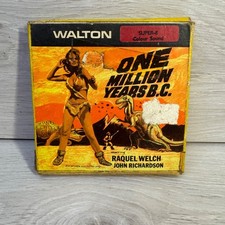 WALTON
SUPER-8
Colour Sound
ONE
MILLION
YEARS B.C.
RAQUEL WELCH
JOHN RICHARDSON